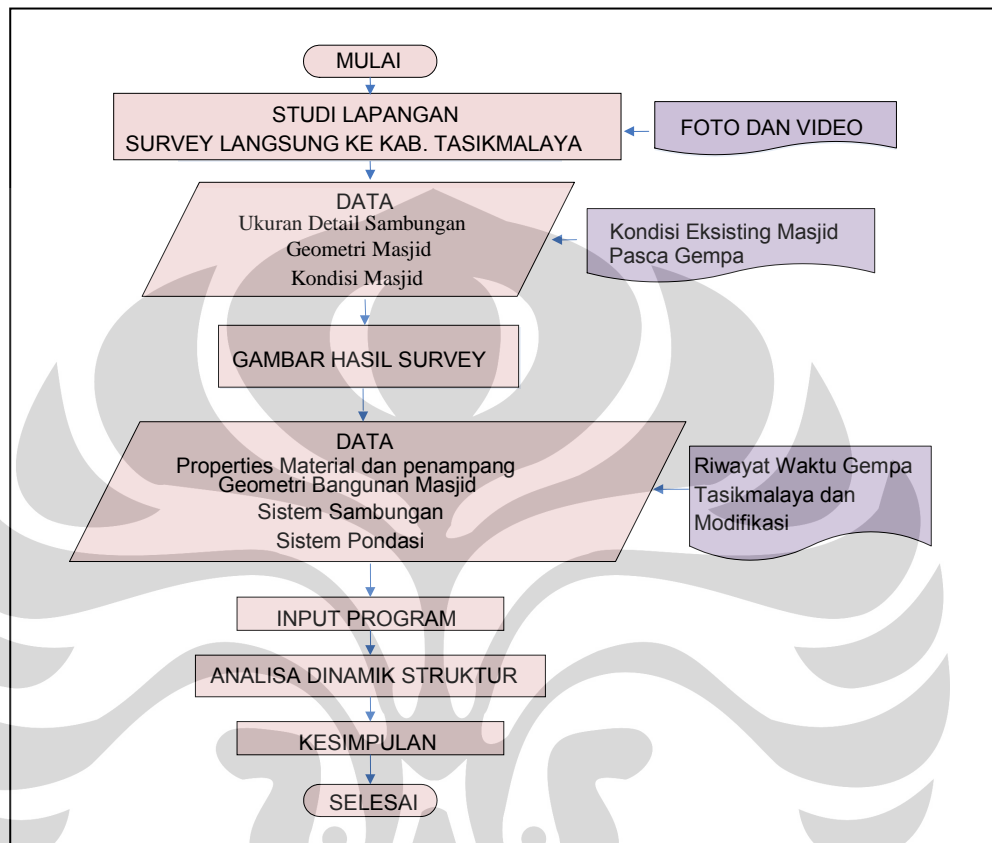 MULAI
STUDI LAPANGAN
SURVEY LANGSUNG KE KAB. TASIKMALAYA
FOTO DAN VIDEO
DATA
Ukuran Detail Sambungan
Geometri Masjid
Kondisi Masjid
Kondisi Eksisting Masjid
Pasca Gempa
GAMBAR HASIL SURVEY
DATA
Properties Material dan penampang
Geometri Bangunan Masjid
Sistem Sambungan
Sistem Pondasi
Riwayat Waktu Gempa
Tasikmalaya dan
Modifikasi
INPUT PROGRAM
ANALISA DINAMIK STRUKTUR
KESIMPULAN
SELESAI